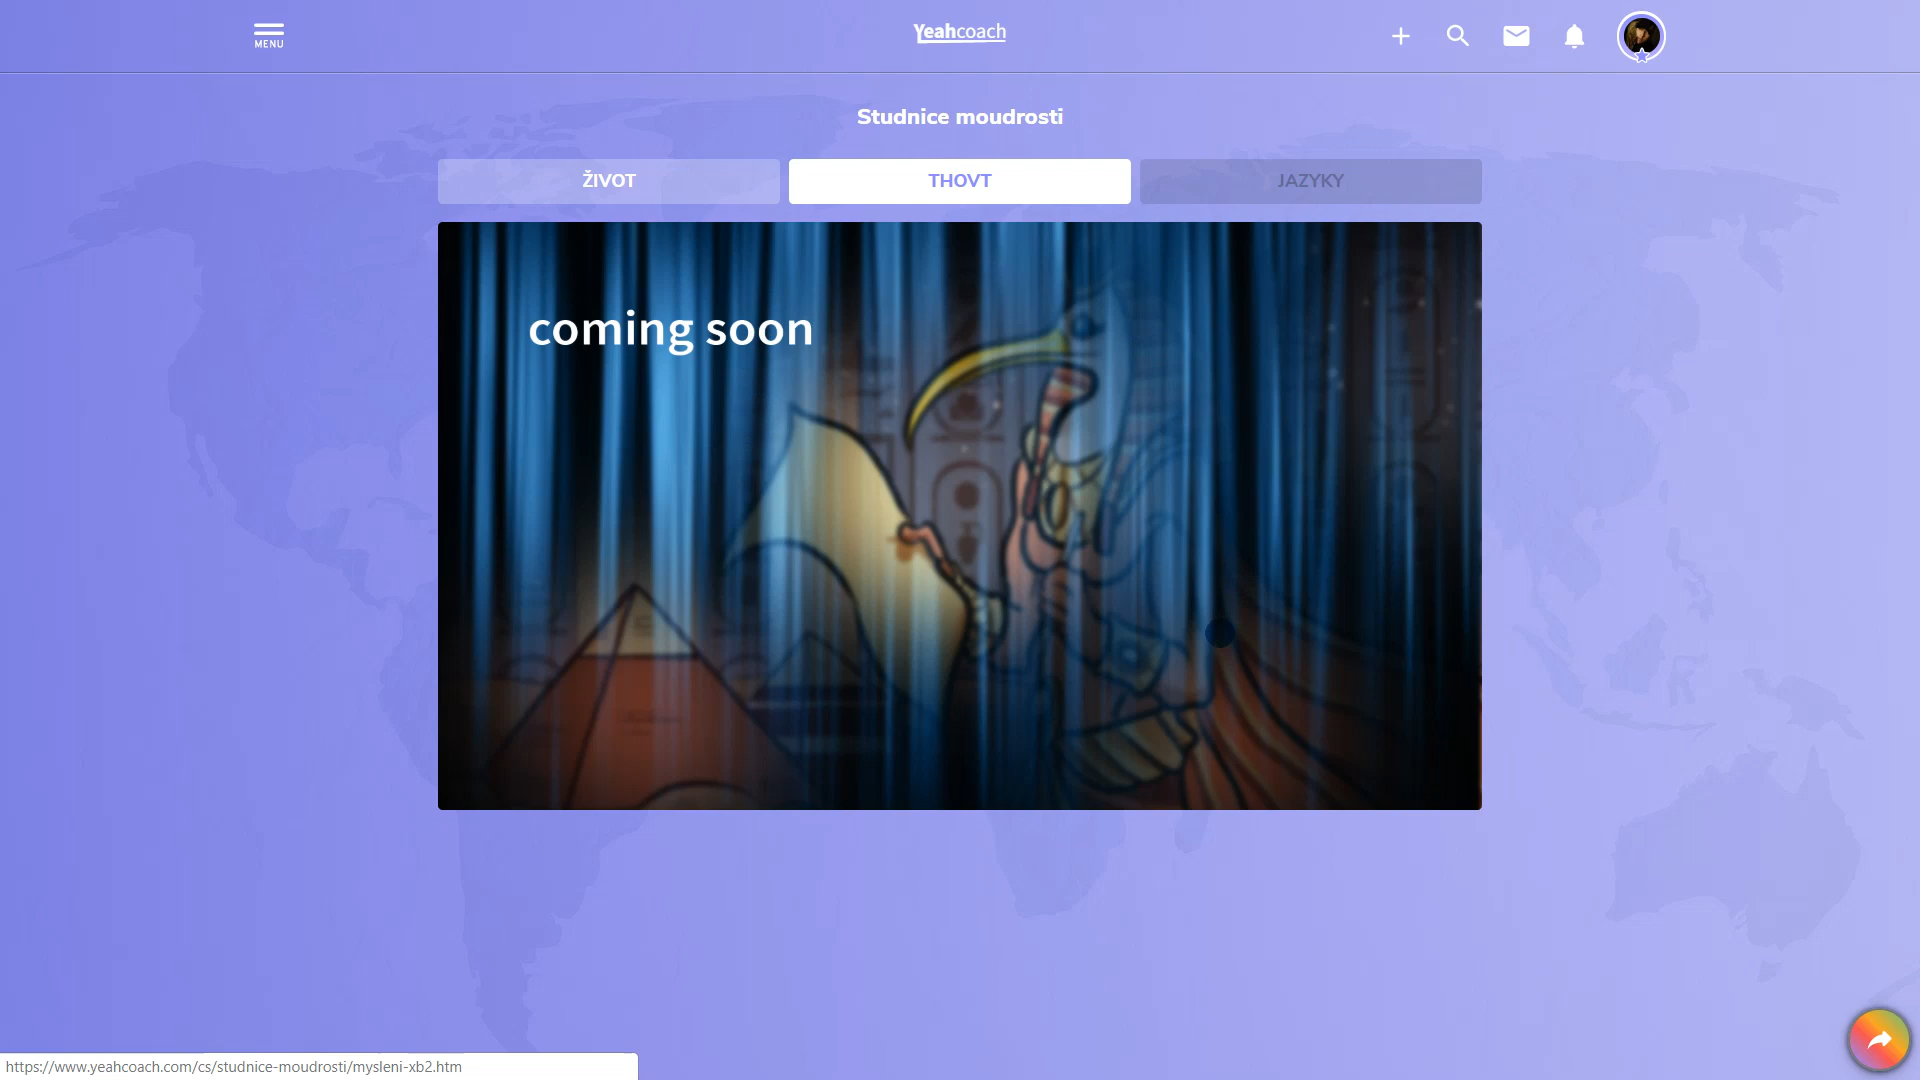 MENU
Yeahcoach
Studnice moudrosti
ŽIVOT
THOVT
JAZYKY
coming soon
https://www.yeahcoach.com/cs/studnice-moudrosti/mysleni-xb2.htm